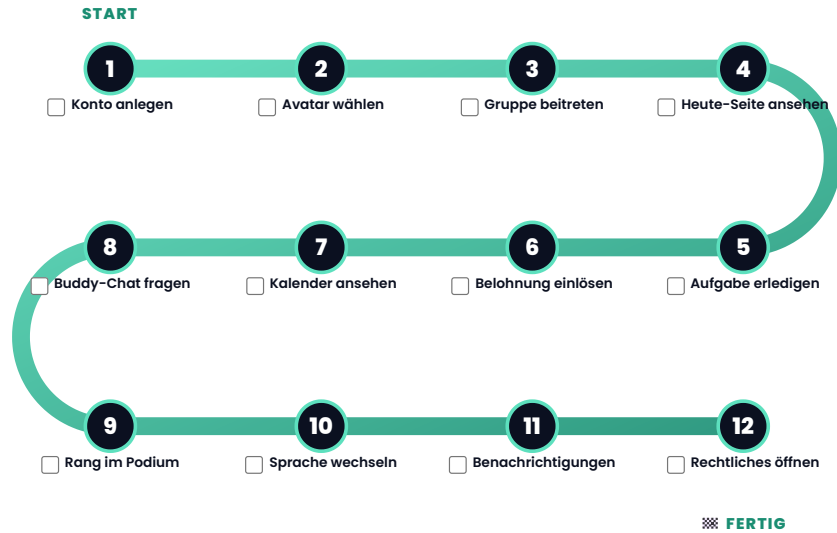 START
1 2 3 4
Konto anlegen Avatar wählen Gruppe beitreten Heute-Seite ansehen
8 7 6 5
Buddy-Chat fragen Kalender ansehen Belohnung einlösen Aufgabe erledigen
9 10 11 12
Rang im Podium Sprache wechseln Benachrichtigungen Rechtliches öffnen
FERTIG